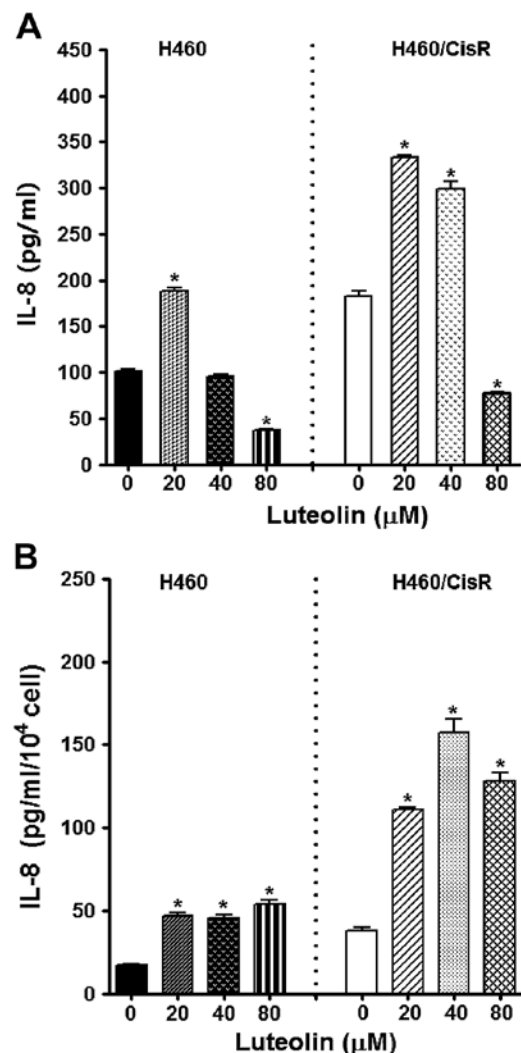 A
H460 H460/CisR
IL-8 (pg/ml)
450
400
350
300
250
200
150
100
50
0
* * * * *
0 20 40 80 0 20 40 80
Luteolin (μM)
B
H460 H460/CisR
IL-8 (pg/ml/10⁴ cell)
250
200
150
100
50
0
* * * * * *
0 20 40 80 0 20 40 80
Luteolin (μM)